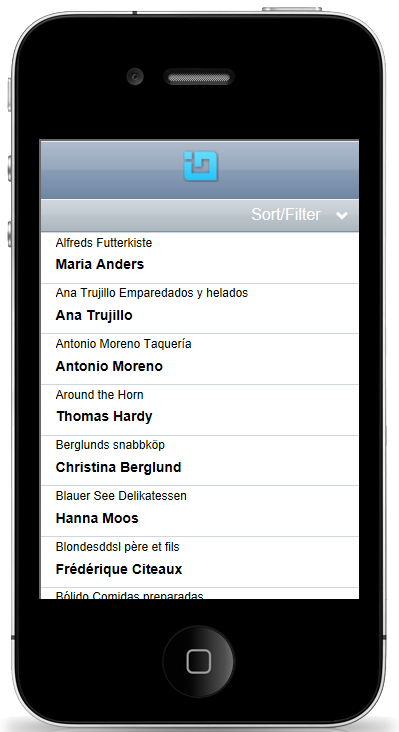 Sort/Filter
Alfreds Futterkiste
Maria Anders
Ana Trujillo Emparedados y helados
Ana Trujillo
Antonio Moreno Taquería
Antonio Moreno
Around the Horn
Thomas Hardy
Berglunds snabbköp
Christina Berglund
Blauer See Delikatessen
Hanna Moos
Blondesddsl père et fils
Frédérique Citeaux
Bólido Comidas preparadas